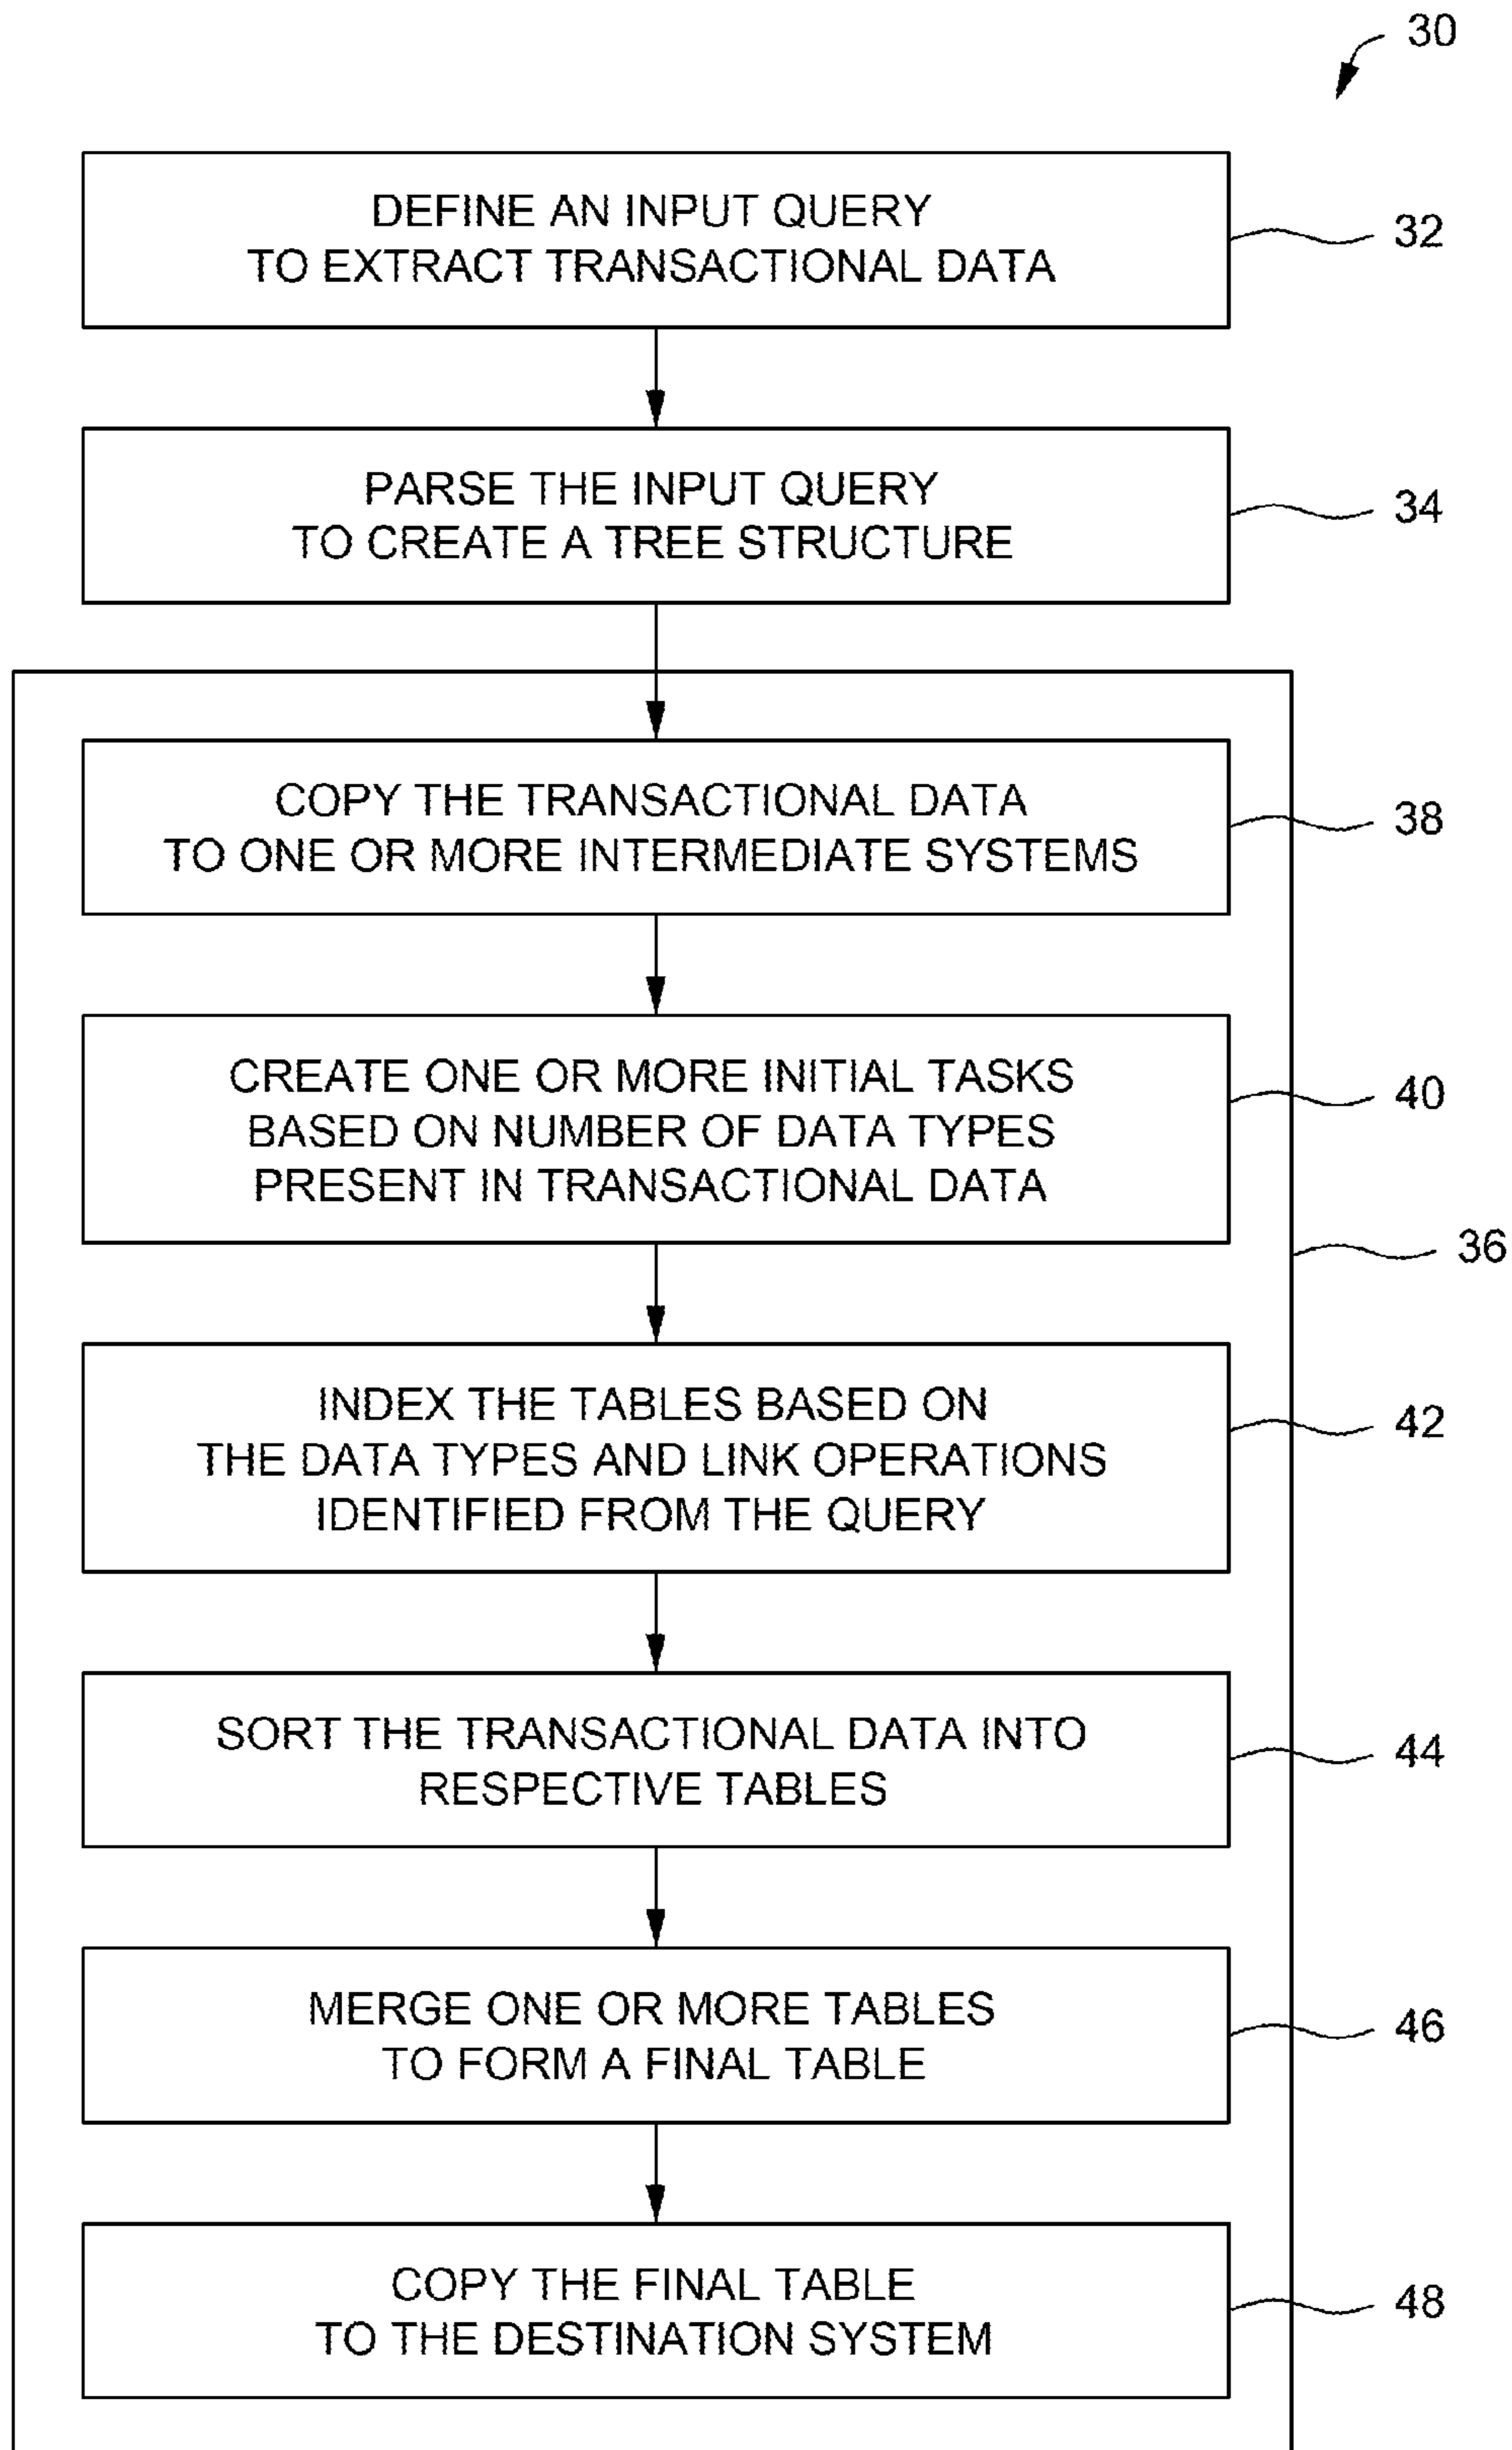 30
DEFINE AN INPUT QUERY
TO EXTRACT TRANSACTIONAL DATA
32
PARSE THE INPUT QUERY
TO CREATE A TREE STRUCTURE
34
COPY THE TRANSACTIONAL DATA
TO ONE OR MORE INTERMEDIATE SYSTEMS
38
CREATE ONE OR MORE INITIAL TASKS
BASED ON NUMBER OF DATA TYPES
PRESENT IN TRANSACTIONAL DATA
40
36
INDEX THE TABLES BASED ON
THE DATA TYPES AND LINK OPERATIONS
IDENTIFIED FROM THE QUERY
42
SORT THE TRANSACTIONAL DATA INTO
RESPECTIVE TABLES
44
MERGE ONE OR MORE TABLES
TO FORM A FINAL TABLE
46
COPY THE FINAL TABLE
TO THE DESTINATION SYSTEM
48